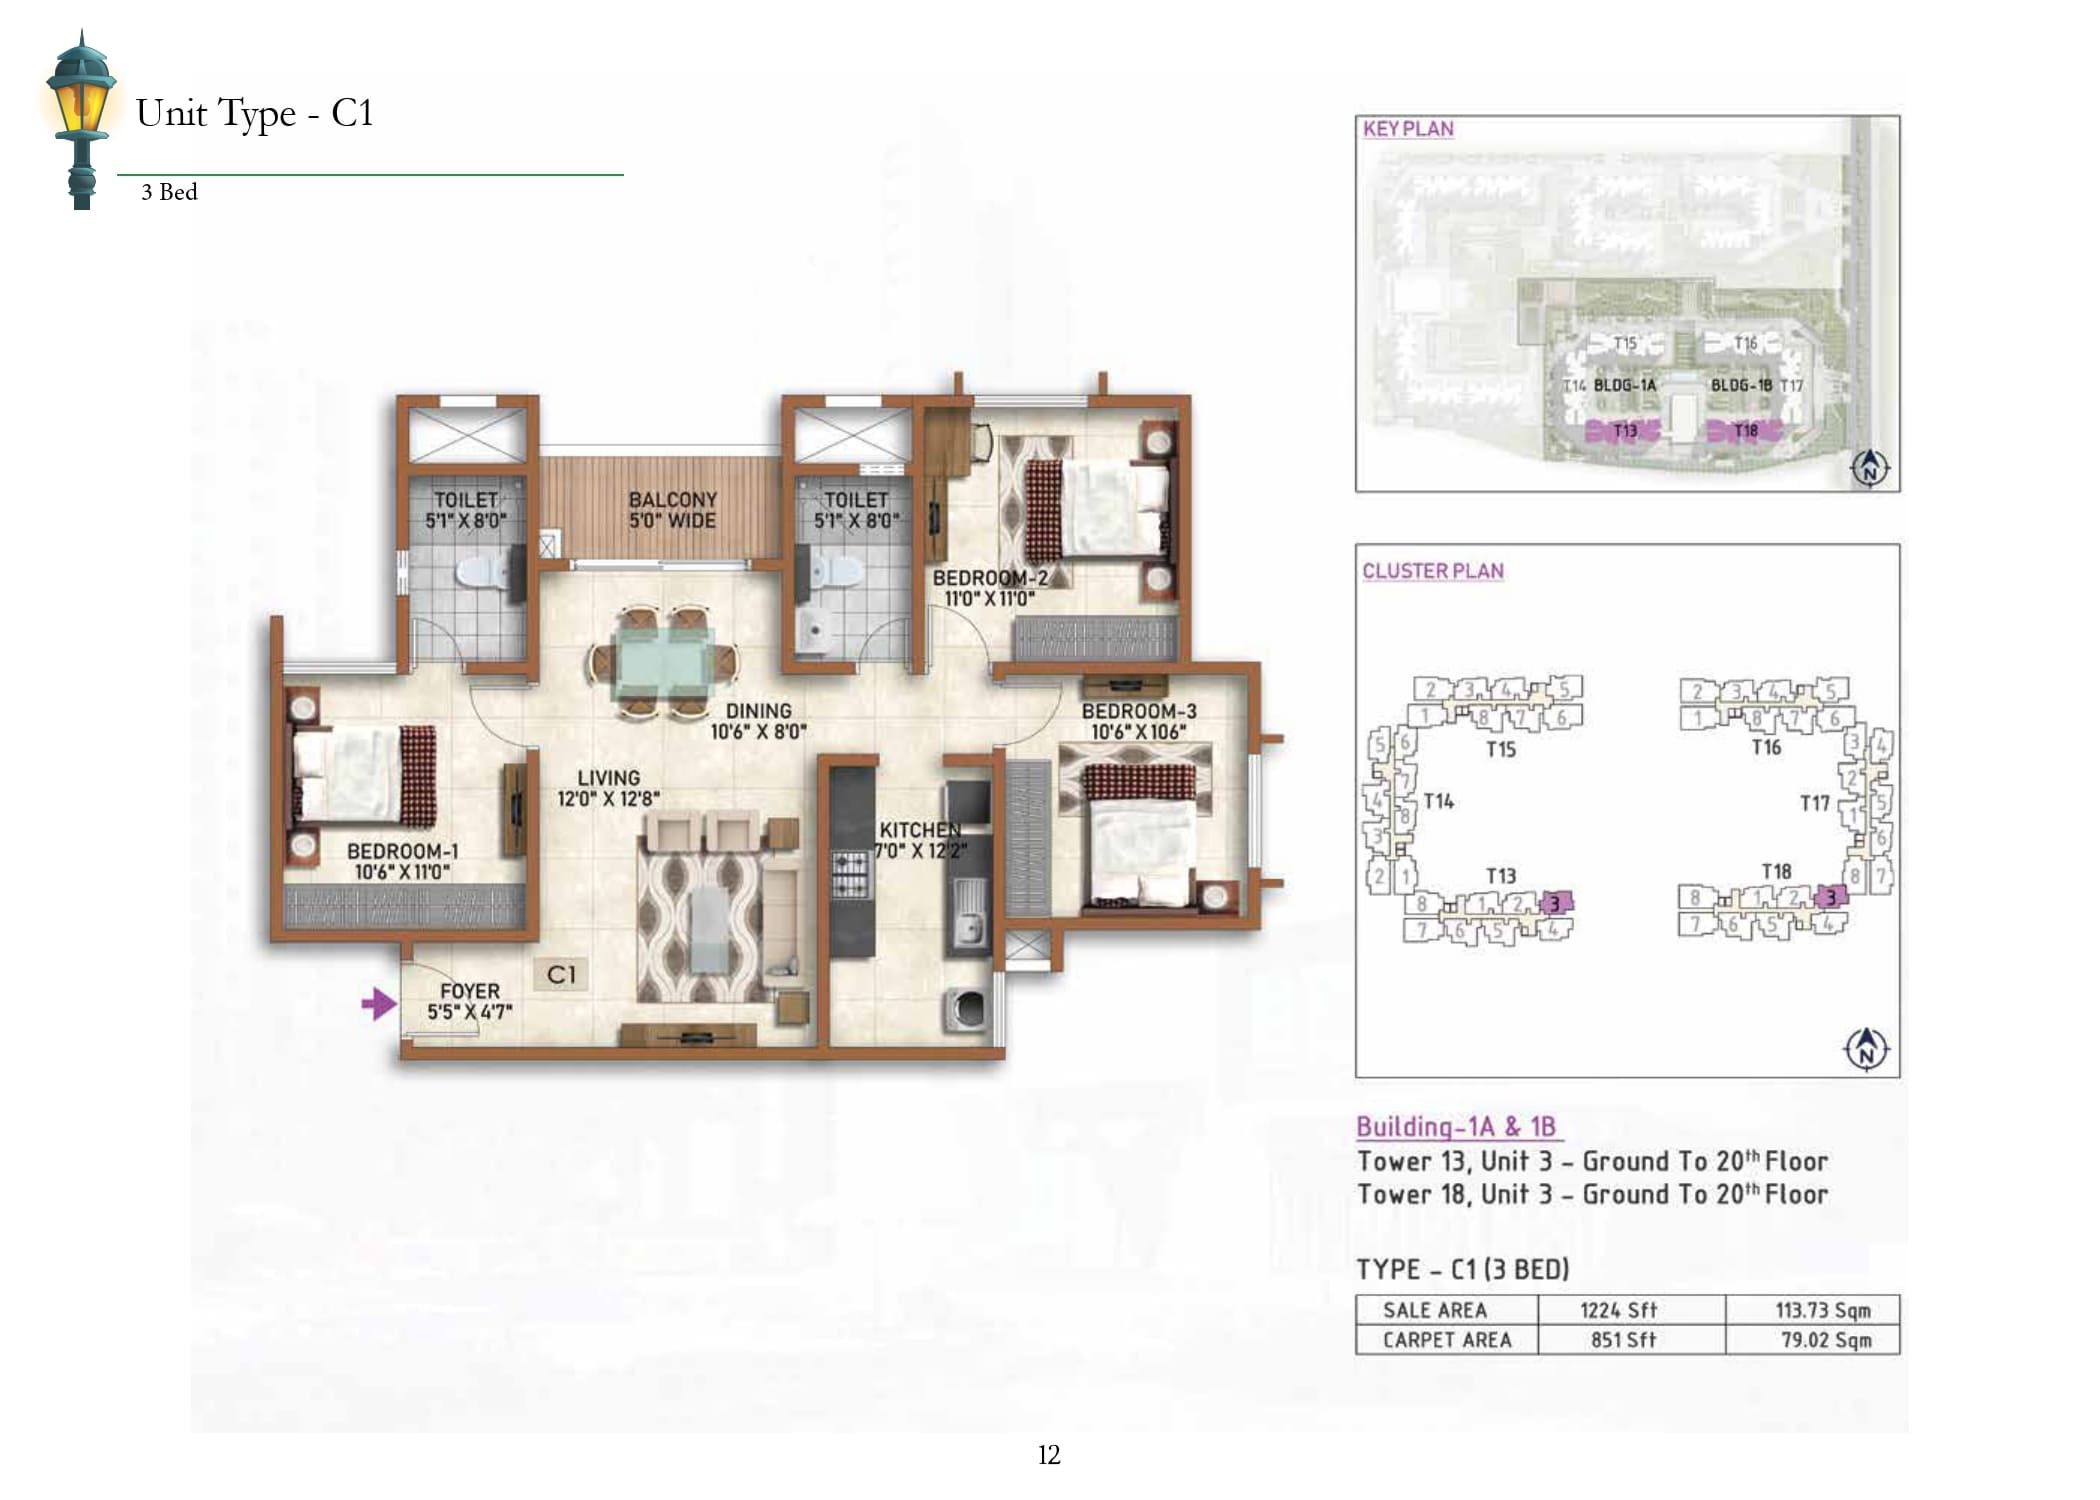 Unit Type - C1
3 Bed
TOILET
5'1" X 8'0"
BALCONY
5'0" WIDE
TOILET
5'1" X 8'0"
BEDROOM-2
11'0" X 11'0"
DINING
10'6" X 8'0"
BEDROOM-3
10'6" X 106"
LIVING
12'0" X 12'8"
KITCHEN
7'0" X 12'2"
BEDROOM-1
10'6" X 11'0"
C1
FOYER
5'5" X 4'7"
KEY PLAN
T15
T16
T14 BLDG-1A
BLDG-1B T17
T13
T18
N
CLUSTER PLAN
2 3 4 5
1 8 7 6
T15
2 3 4 5
1 8 7 6
T16
5 6
7
4
8
3
2 1
T14
3 4
2
5
1
6
8 7
T17
T13
8 1 2 3
7 6 5 4
T18
8 1 2 3
7 6 5 4
N
Building-1A & 1B
Tower 13, Unit 3 - Ground To 20th Floor
Tower 18, Unit 3 - Ground To 20th Floor
TYPE - C1 (3 BED)
SALE AREA 1224 Sft 113.73 Sqm
CARPET AREA 851 Sft 79.02 Sqm
12